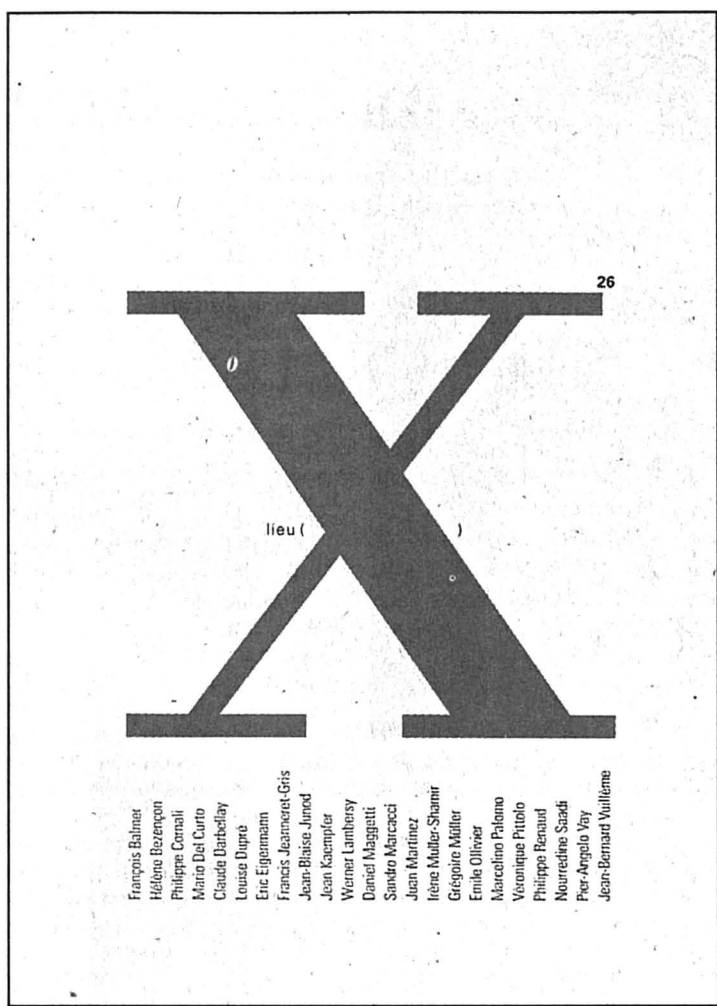 26
X
lieu ( )
François Balmer
Hélène Bezençon
Philippe Cornali
Mario Del Curto
Claude Darbellay
Louise Dupré
Eric Eigenmann
Francis Jeanneret-Gris
Jean-Blaise Junod
Jean Kaempfer
Werner Lambersy
Daniel Maggetti
Sandro Marcacci
Juan Martinez
Irène Muller-Shamir
Grégoire Müller
Emile Ollivier
Marcolino Palomo
Véronique Pittolo
Philippe Renaud
Nourredine Saadi
Pier-Angelo Vay
Jean-Bernard Vuillème